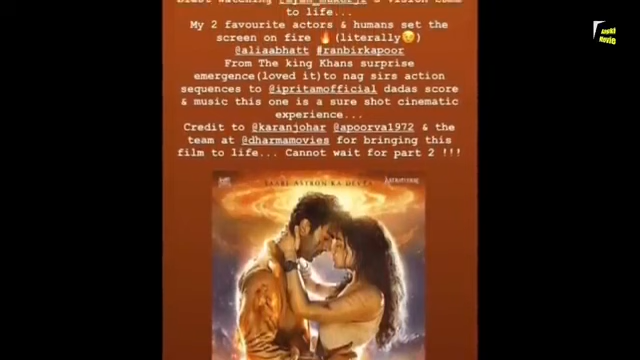 to life...
My 2 favourite actors & humans set the
screen on fire 🔥(literally😉)
@aliaabhatt #ranbirkapoor
From The king Khans surprise
emergence(loved it)to nag sirs action
sequences to @ipritamofficial dadas score
& music this one is a sure shot cinematic
experience...
Credit to @karanjohar @apoorva1972 & the
team at @dharmamovies for bringing this
film to life... Cannot wait for part 2 !!!